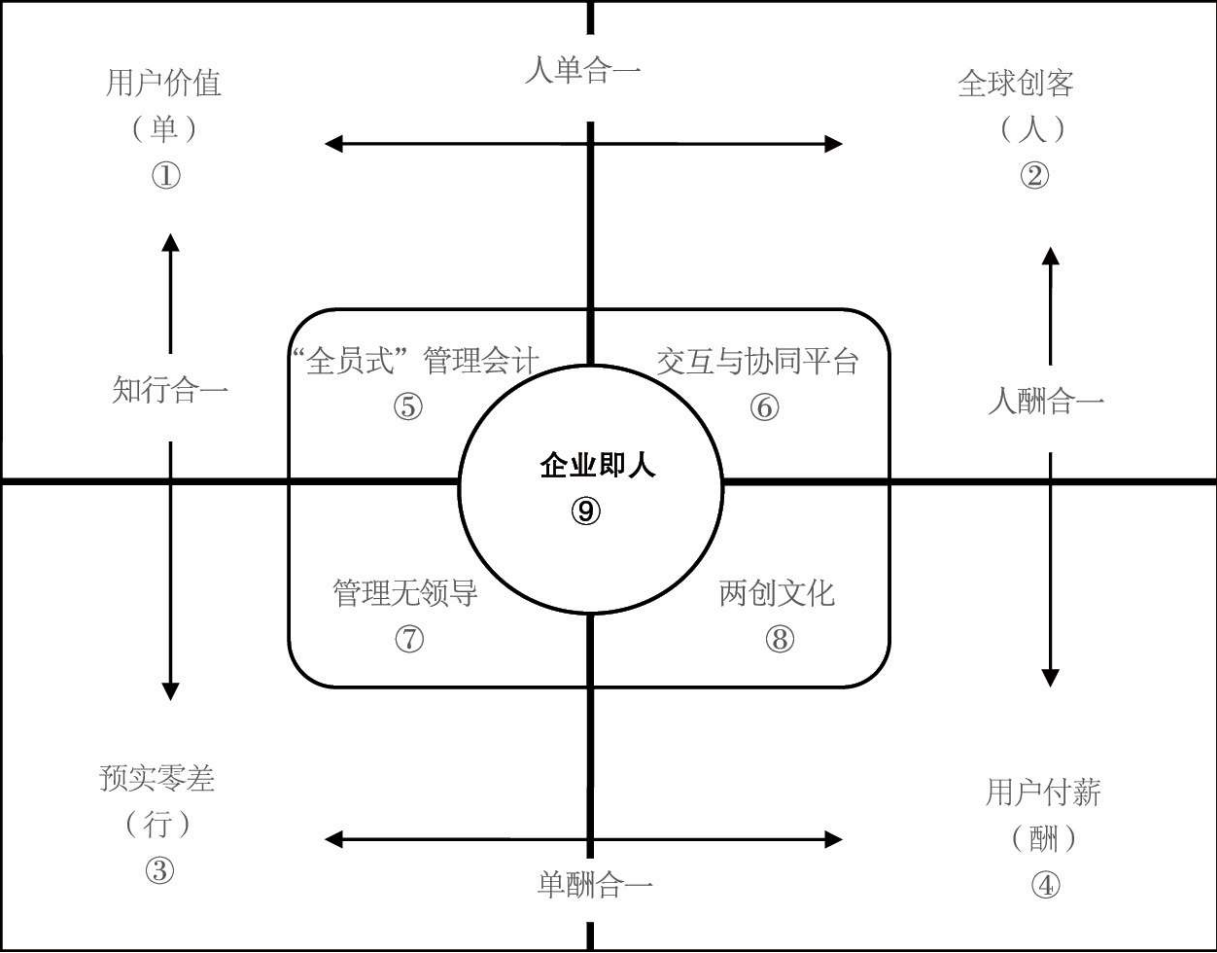 人单合一
用户价值
（单）
①
全球创客
（人）
②
知行合一
“全员式”管理会计
⑤
交互与协同平台
⑥
人酬合一
企业即人
⑨
管理无领导
⑦
两创文化
⑧
预实零差
（行）
③
用户付薪
（酬）
④
单酬合一